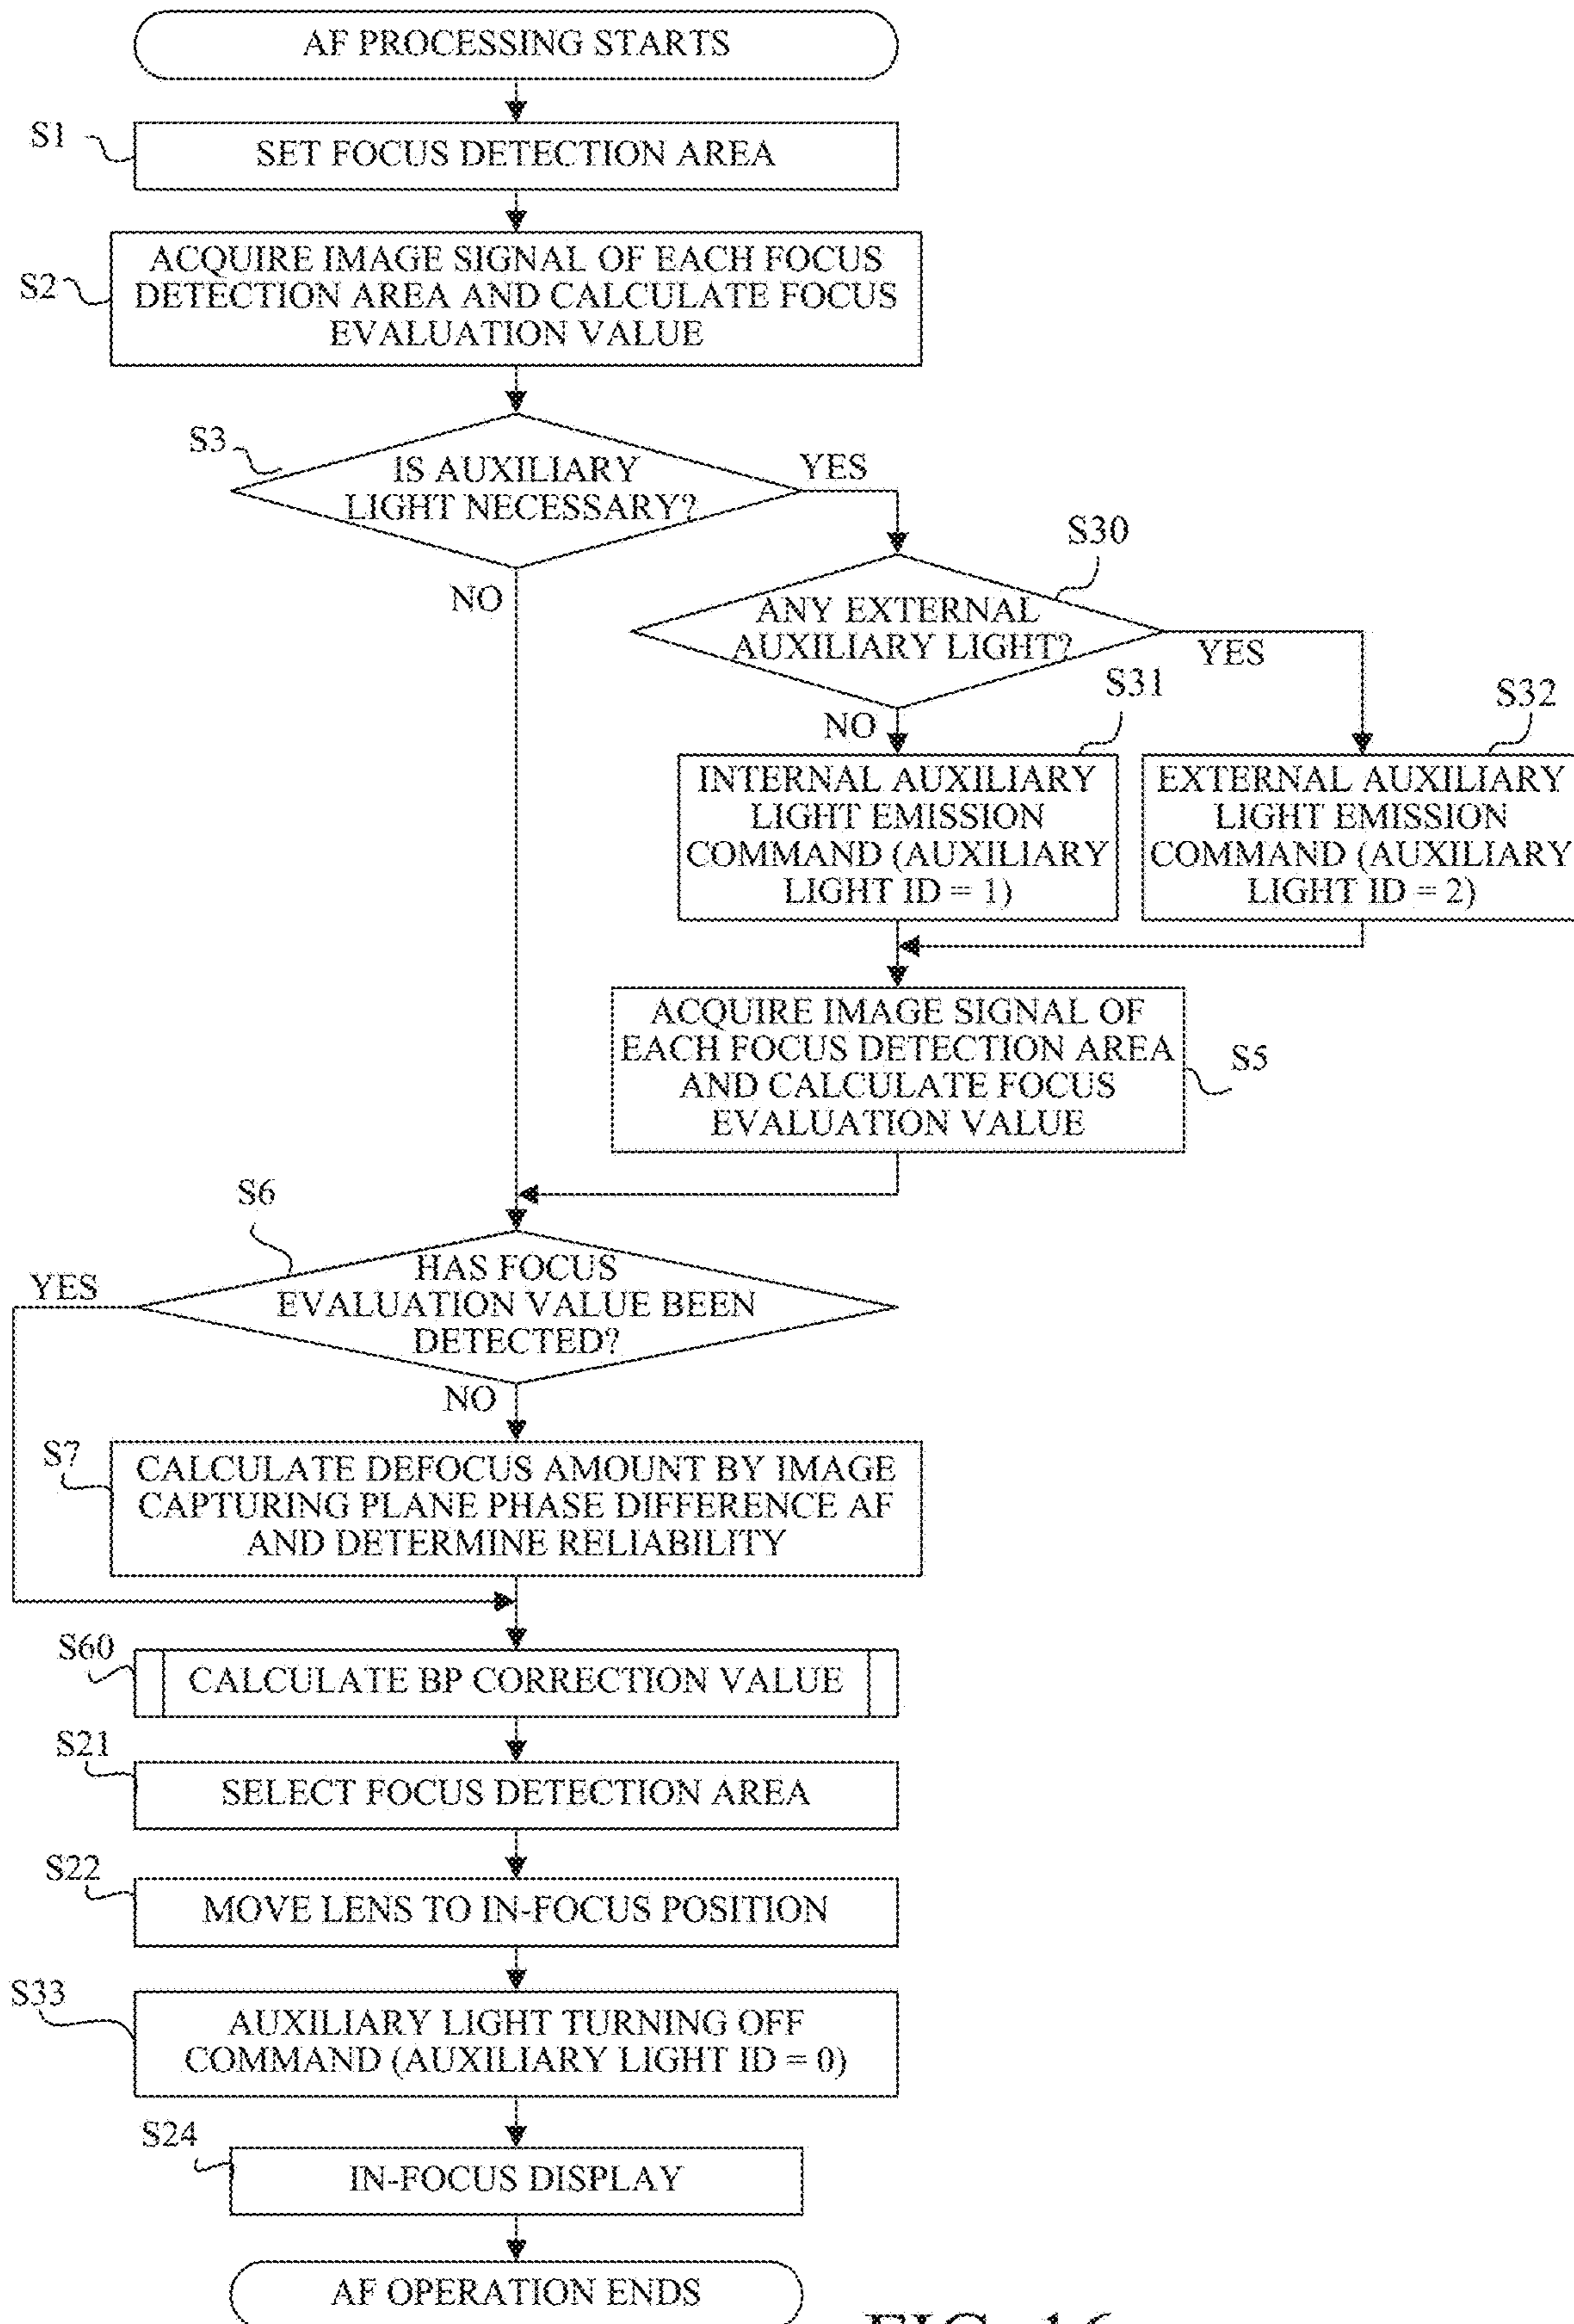 AF PROCESSING STARTS
S1
SET FOCUS DETECTION AREA
S2
ACQUIRE IMAGE SIGNAL OF EACH FOCUS
DETECTION AREA AND CALCULATE FOCUS
EVALUATION VALUE
S3
IS AUXILIARY
LIGHT NECESSARY?
YES
NO
S30
ANY EXTERNAL
AUXILIARY LIGHT?
YES
NO
S31
INTERNAL AUXILIARY
LIGHT EMISSION
COMMAND (AUXILIARY
LIGHT ID = 1)
S32
EXTERNAL AUXILIARY
LIGHT EMISSION
COMMAND (AUXILIARY
LIGHT ID = 2)
ACQUIRE IMAGE SIGNAL OF
EACH FOCUS DETECTION AREA
AND CALCULATE FOCUS
EVALUATION VALUE
S5
S6
HAS FOCUS
EVALUATION VALUE BEEN
DETECTED?
YES
NO
S7
CALCULATE DEFOCUS AMOUNT BY IMAGE
CAPTURING PLANE PHASE DIFFERENCE AF
AND DETERMINE RELIABILITY
S60
CALCULATE BP CORRECTION VALUE
S21
SELECT FOCUS DETECTION AREA
S22
MOVE LENS TO IN-FOCUS POSITION
S33
AUXILIARY LIGHT TURNING OFF
COMMAND (AUXILIARY LIGHT ID = 0)
S24
IN-FOCUS DISPLAY
AF OPERATION ENDS
FIG. 16